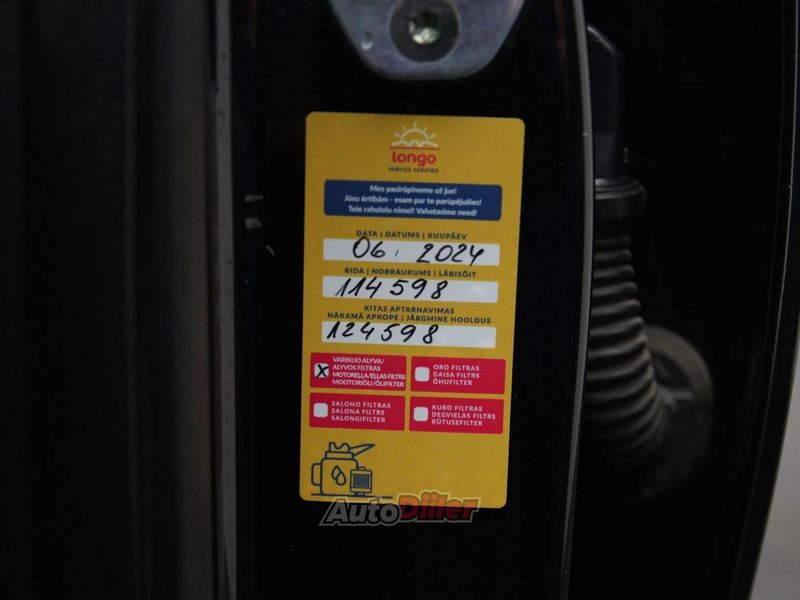 longo
SERVICE VERIFIED
Mes pasirūpinome už jus!
Jūsu ērtībām - esam par to parūpējušies!
Teie rahulolu nimel! Vahetasime need!
DATA | DATUMS | KUUPÄEV
06. 2024
RIDA | NOBRAUKUMS | LÄBISÕIT
114598
KITAS APTARNAVIMAS
NĀKAMĀ APKOPE | JÄRGMINE HOOLDUS
124598
X VARIKLIO ALYVA/
ALYVOS FILTRAS
MOTOREĻĻA/EĻĻAS FILTRS
MOOTORIÕLI/ÕLIFILTER
ORO FILTRAS
GAISA FILTRS
ÕHUFILTER
SALONO FILTRAS
SALONA FILTRS
SALONGIFILTER
KURO FILTRAS
DEGVIELAS FILTRS
KÜTUSEFILTER
AutoDiiler